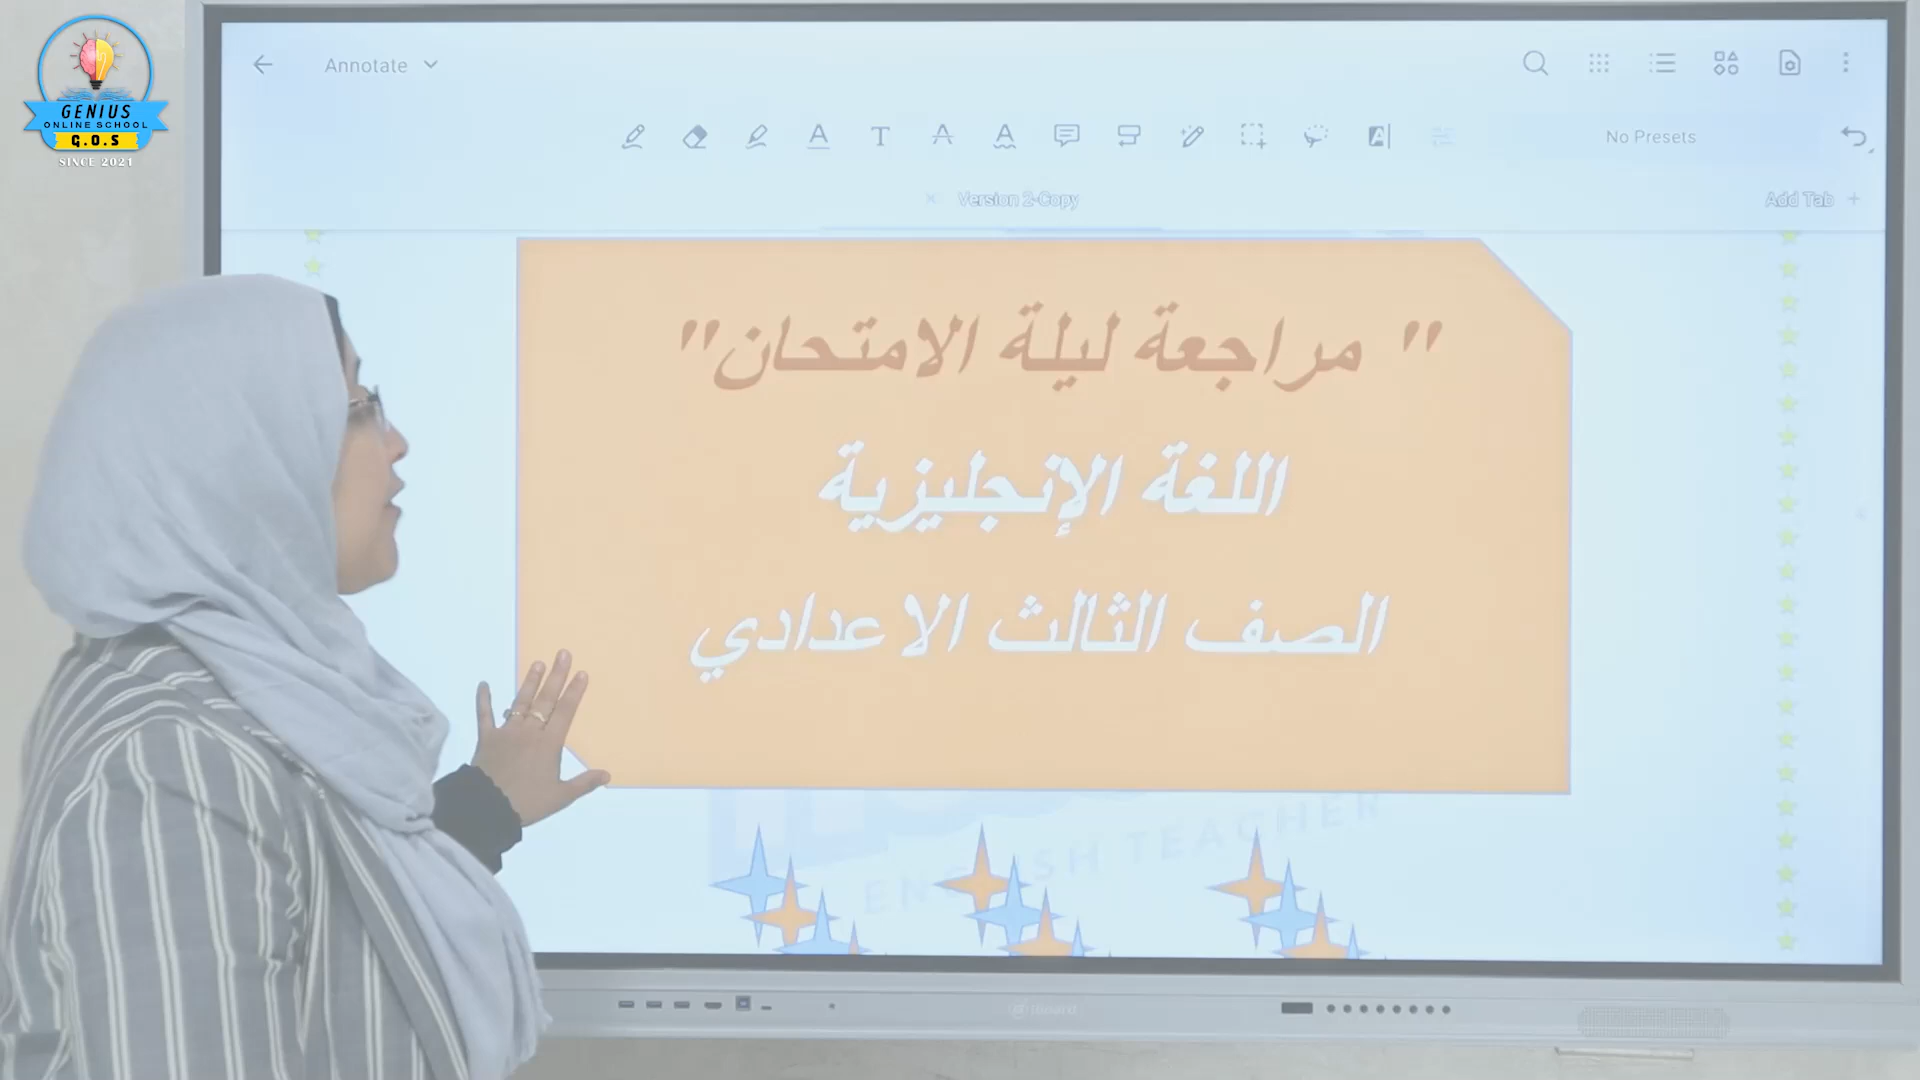 GENIUS
ONLINE SCHOOL
G.O.S
SINCE 2021
Annotate
No Presets
Version 2-Copy
Add Tab +
" مراجعة ليلة الامتحان"
اللغة الإنجليزية
الصف الثالث الاعدادي
ENGLISH TEACHER